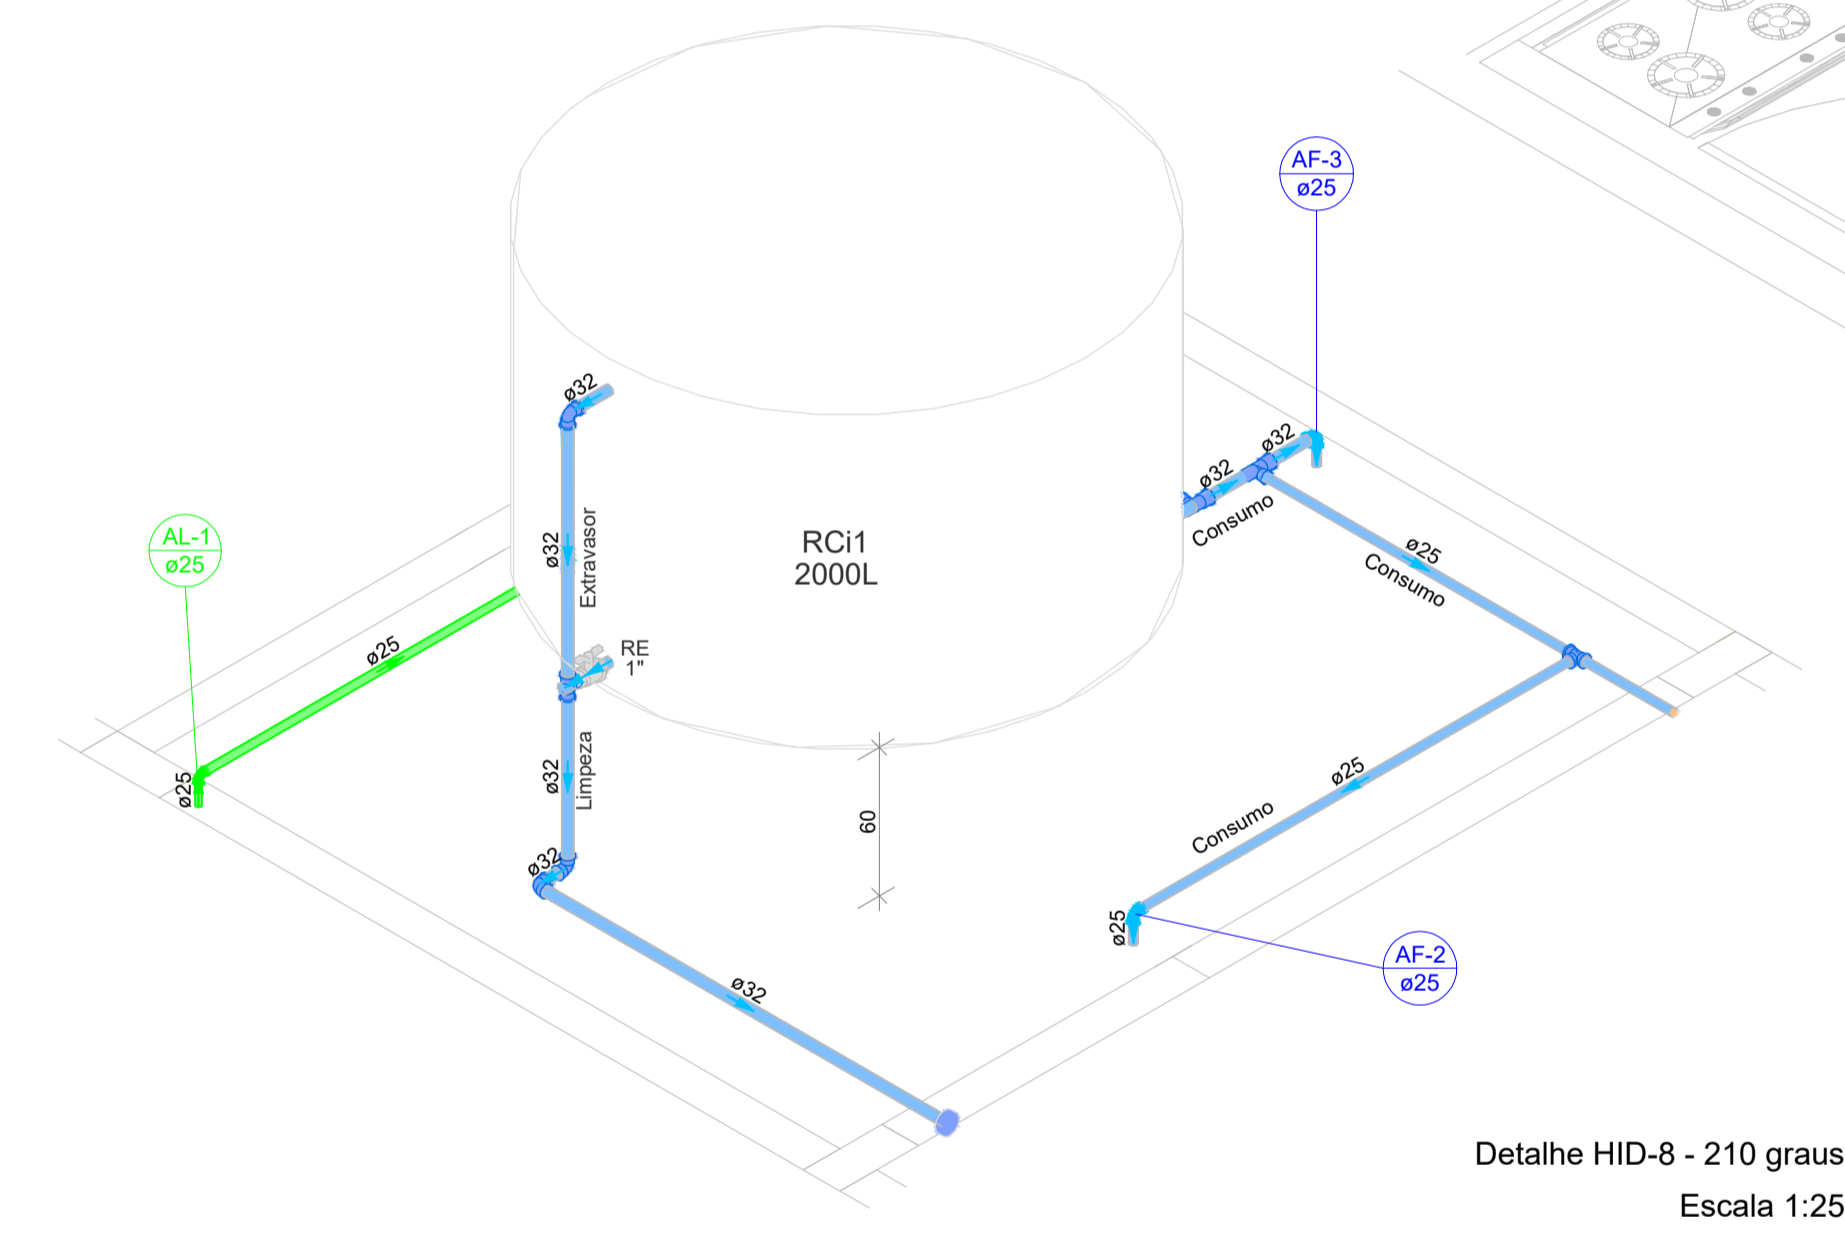 AF-3
ø25
ø32
ø32
ø32
Consumo
ø25
Consumo
ø32
Extravasor
RCi1
2000L
AL-1
ø25
ø25
ø25
RE
1"
ø32
Limpeza
ø32
60
ø25
Consumo
ø25
AF-2
ø25
ø32
Detalhe HID-8 - 210 graus
Escala 1:25